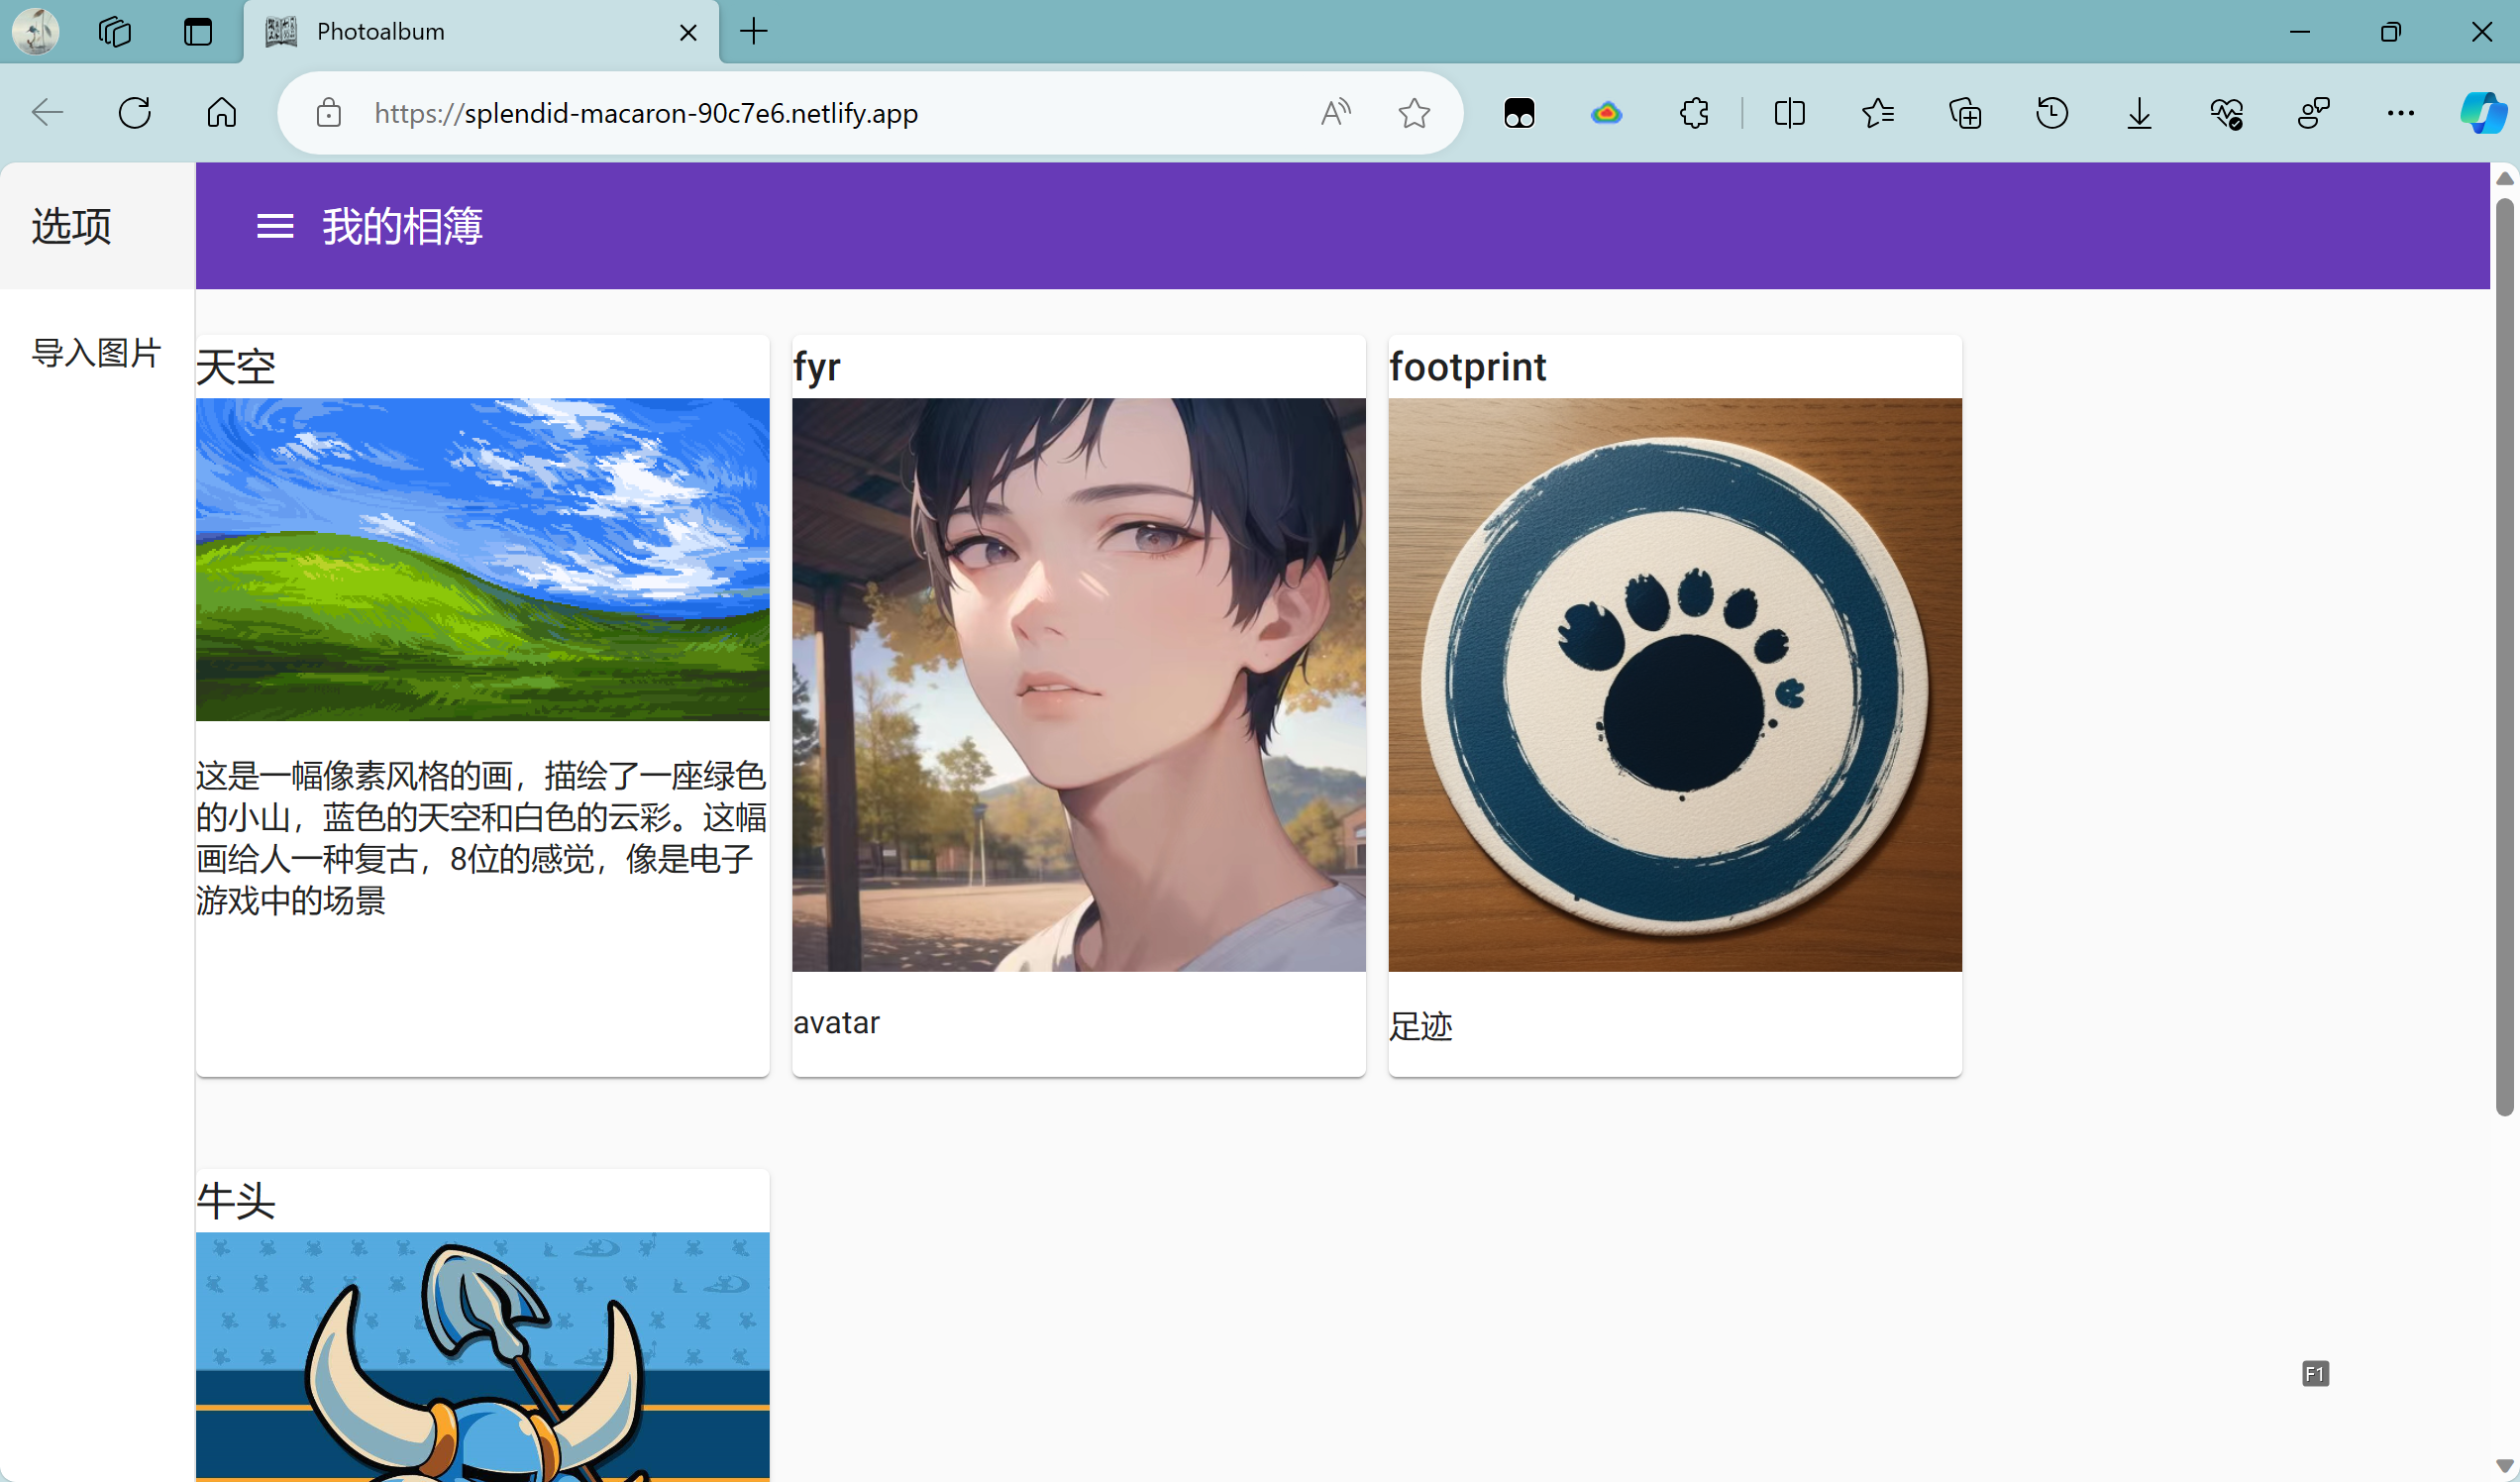 Photoalbum
https://splendid-macaron-90c7e6.netlify.app
选项
我的相簿
导入图片
天空
fyr
footprint
这是一幅像素风格的画，描绘了一座绿色
的小山，蓝色的天空和白色的云彩。这幅
画给人一种复古，8位的感觉，像是电子
游戏中的场景
avatar
足迹
牛头
F1